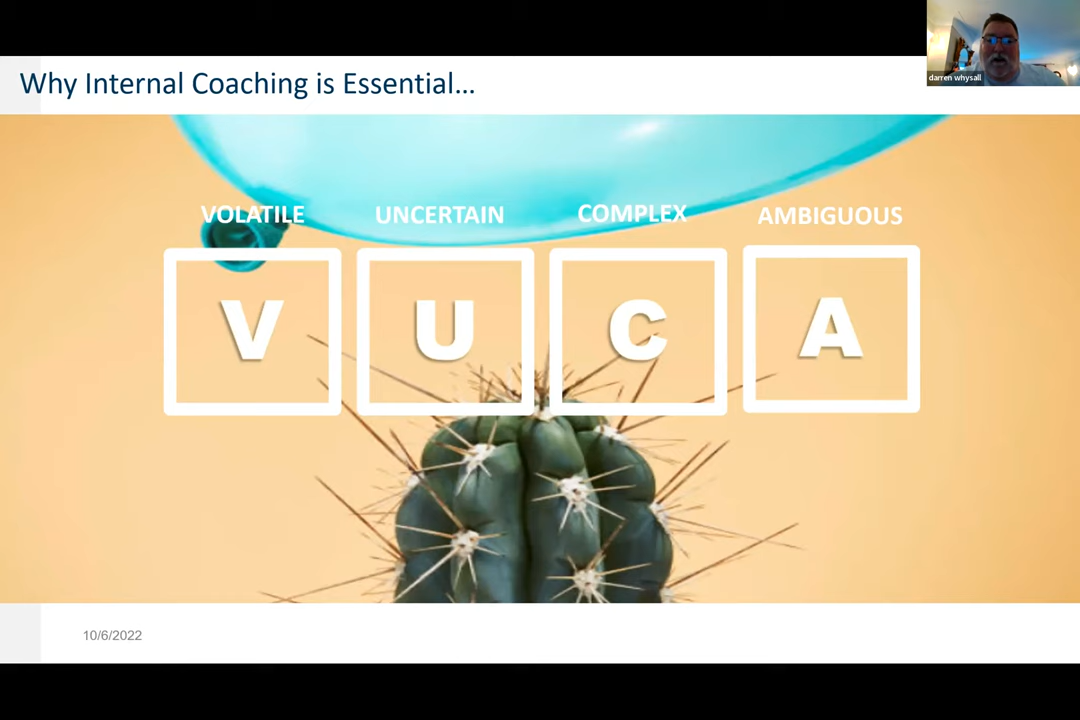 Why Internal Coaching is Essential...
darren whysall
VOLATILE UNCERTAIN COMPLEX AMBIGUOUS
V U C A
10/6/2022